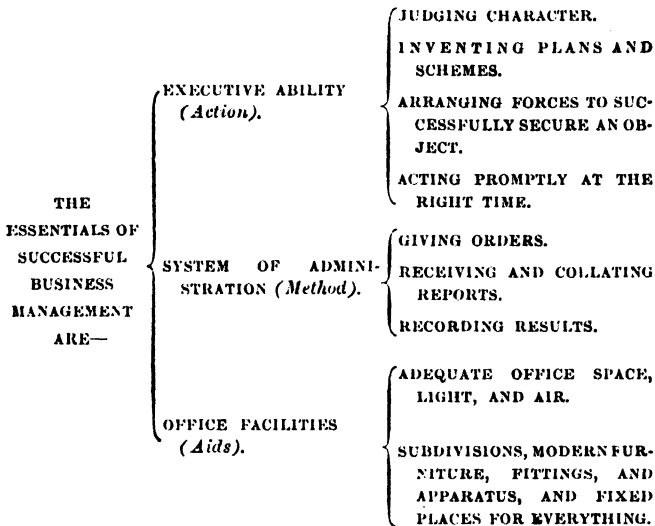 THE
ESSENTIALS OF
SUCCESSFUL
BUSINESS
MANAGEMENT
ARE—
EXECUTIVE ABILITY
(Action).
JUDGING CHARACTER.
INVENTING PLANS AND
SCHEMES.
ARRANGING FORCES TO SUC-
CESSFULLY SECURE AN OB-
JECT.
ACTING PROMPTLY AT THE
RIGHT TIME.
SYSTEM OF ADMINI-
STRATION (Method).
GIVING ORDERS.
RECEIVING AND COLLATING
REPORTS.
RECORDING RESULTS.
OFFICE FACILITIES
(Aids).
ADEQUATE OFFICE SPACE,
LIGHT, AND AIR.
SUBDIVISIONS, MODERN FUR-
NITURE, FITTINGS, AND
APPARATUS, AND FIXED
PLACES FOR EVERYTHING.